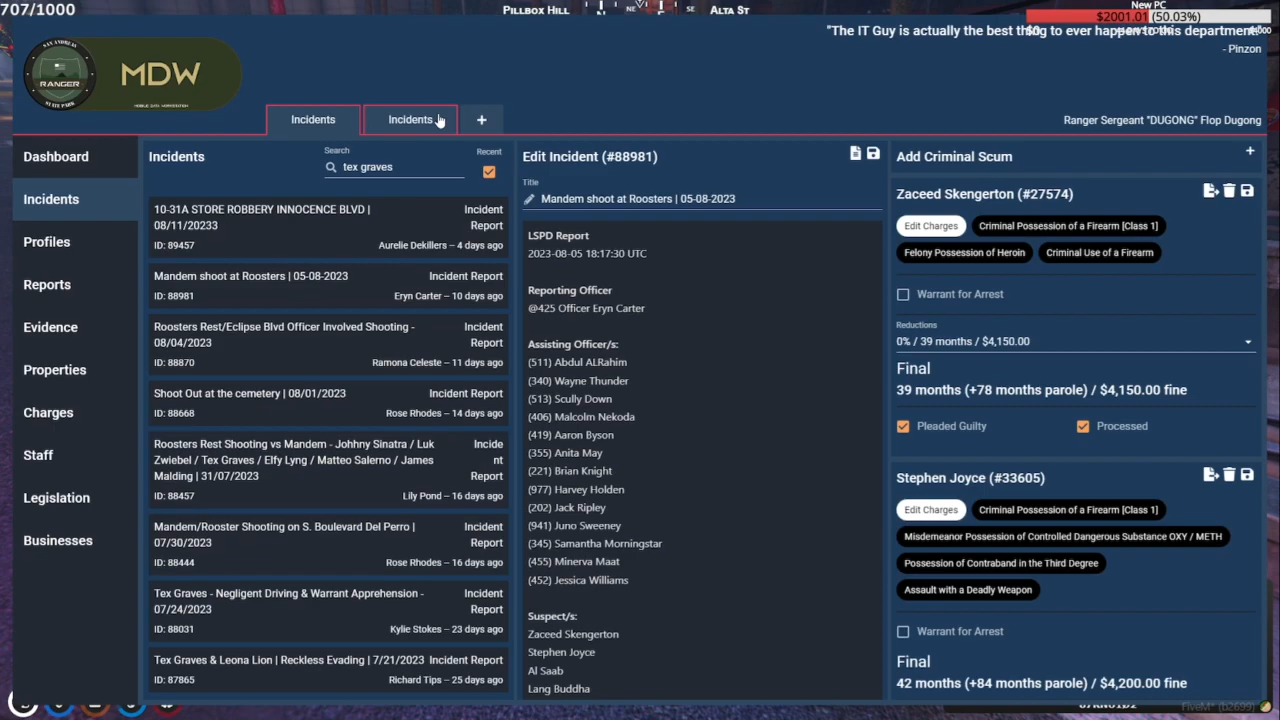 707/1000
PILLBOX HILL
N
SE
ALTA ST
New PC
$2001.01 (50.03%)
"The IT Guy is actually the best thing to ever happen to this department."
- Pinzon
SAN ANDREAS
RANGER
STATE PARK
MDW
Incidents
Incidents
+
Ranger Sergeant "DUGONG" Flop Dugong
Dashboard
Incidents
Profiles
Reports
Evidence
Properties
Charges
Staff
Legislation
Businesses
Incidents
Search
tex graves
Recent
10-31A STORE ROBBERY INNOCENCE BLVD |
08/11/20233
Incident
Report
ID: 89457
Aurelie Dekillers – 4 days ago
Mandem shoot at Roosters | 05-08-2023
Incident Report
ID: 88981
Eryn Carter – 10 days ago
Roosters Rest/Eclipse Blvd Officer Involved Shooting -
08/04/2023
Incident
Report
ID: 88870
Ramona Celeste – 11 days ago
Shoot Out at the cemetery | 08/01/2023
Incident Report
ID: 88668
Rose Rhodes – 14 days ago
Roosters Rest Shooting vs Mandem - Johhny Sinatra / Luk
Zwiebel / Tex Graves / Elfy Lyng / Matteo Salerno / James
Malding | 31/07/2023
Incide
nt
Report
ID: 88457
Lily Pond – 16 days ago
Mandem/Rooster Shooting on S. Boulevard Del Perro |
07/30/2023
Incident
Report
ID: 88444
Rose Rhodes – 16 days ago
Tex Graves - Negligent Driving & Warrant Apprehension -
07/24/2023
Incident
Report
ID: 88031
Kylie Stokes – 23 days ago
Tex Graves & Leona Lion | Reckless Evading | 7/21/2023
Incident Report
ID: 87865
Richard Tips – 25 days ago
Edit Incident (#88981)
Title
Mandem shoot at Roosters | 05-08-2023
LSPD Report
2023-08-05 18:17:30 UTC
Reporting Officer
@425 Officer Eryn Carter
Assisting Officer/s:
(511) Abdul ALRahim
(340) Wayne Thunder
(513) Scully Down
(406) Malcolm Nekoda
(419) Aaron Byson
(355) Anita May
(221) Brian Knight
(977) Harvey Holden
(202) Jack Ripley
(941) Juno Sweeney
(345) Samantha Morningstar
(455) Minerva Maat
(452) Jessica Williams
Suspect/s:
Zaceed Skengerton
Stephen Joyce
Al Saab
Lang Buddha
Add Criminal Scum
+
Zaceed Skengerton (#27574)
Edit Charges
Criminal Possession of a Firearm [Class 1]
Felony Possession of Heroin
Criminal Use of a Firearm
Warrant for Arrest
Reductions
0% / 39 months / $4,150.00
Final
39 months (+78 months parole) / $4,150.00 fine
Pleaded Guilty
Processed
Stephen Joyce (#33605)
Edit Charges
Criminal Possession of a Firearm [Class 1]
Misdemeanor Possession of Controlled Dangerous Substance OXY / METH
Possession of Contraband in the Third Degree
Assault with a Deadly Weapon
Warrant for Arrest
Final
42 months (+84 months parole) / $4,200.00 fine
FiveM* (b2699)